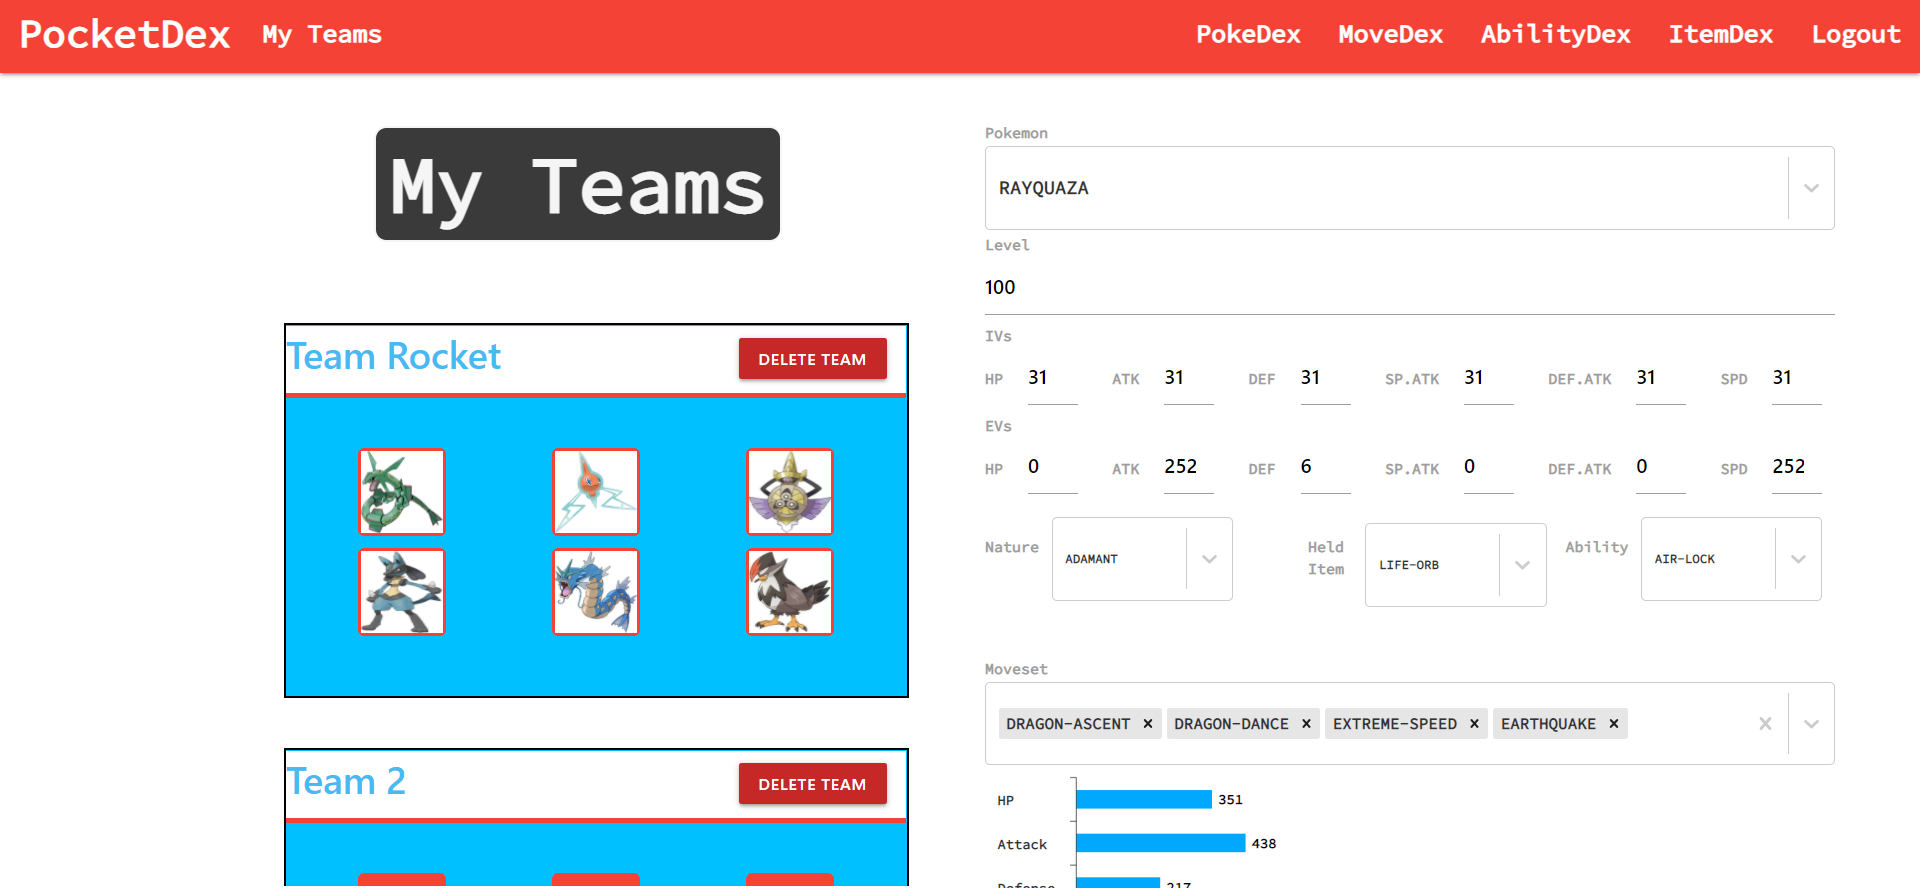 PocketDex My Teams PokeDex MoveDex AbilityDex ItemDex Logout
My Teams
Team Rocket DELETE TEAM
Team 2 DELETE TEAM
Pokemon
RAYQUAZA
Level
100
IVs
HP 31 ATK 31 DEF 31 SP.ATK 31 DEF.ATK 31 SPD 31
EVs
HP 0 ATK 252 DEF 6 SP.ATK 0 DEF.ATK 0 SPD 252
Nature ADAMANT Held Item LIFE-ORB Ability AIR-LOCK
Moveset
DRAGON-ASCENT × DRAGON-DANCE × EXTREME-SPEED × EARTHQUAKE ×
HP 351
Attack 438
Defense 217